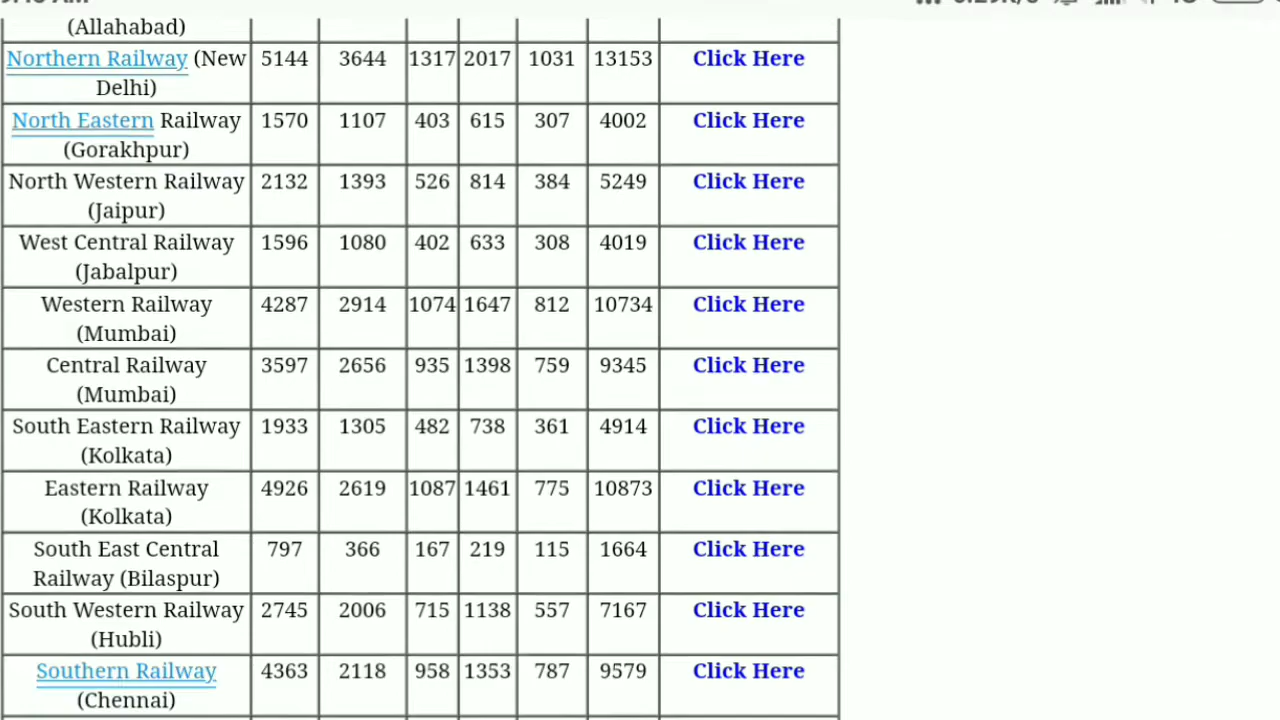 (Allahabad)
Northern Railway (New 5144 3644 1317 2017 1031 13153 Click Here
Delhi)
North Eastern Railway 1570 1107 403 615 307 4002 Click Here
(Gorakhpur)
North Western Railway 2132 1393 526 814 384 5249 Click Here
(Jaipur)
West Central Railway 1596 1080 402 633 308 4019 Click Here
(Jabalpur)
Western Railway 4287 2914 1074 1647 812 10734 Click Here
(Mumbai)
Central Railway 3597 2656 935 1398 759 9345 Click Here
(Mumbai)
South Eastern Railway 1933 1305 482 738 361 4914 Click Here
(Kolkata)
Eastern Railway 4926 2619 1087 1461 775 10873 Click Here
(Kolkata)
South East Central 797 366 167 219 115 1664 Click Here
Railway (Bilaspur)
South Western Railway 2745 2006 715 1138 557 7167 Click Here
(Hubli)
Southern Railway 4363 2118 958 1353 787 9579 Click Here
(Chennai)